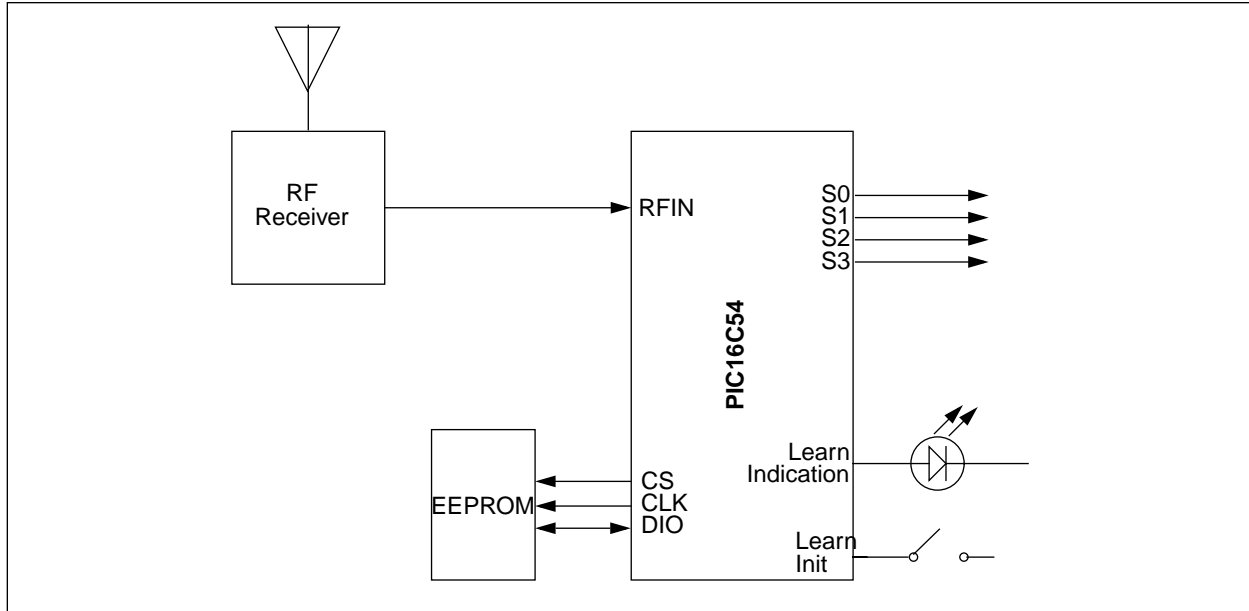 RF
Receiver
RFIN
S0
S1
S2
S3
PIC16C54
Learn
Indication
EEPROM
CS
CLK
DIO
Learn
Init